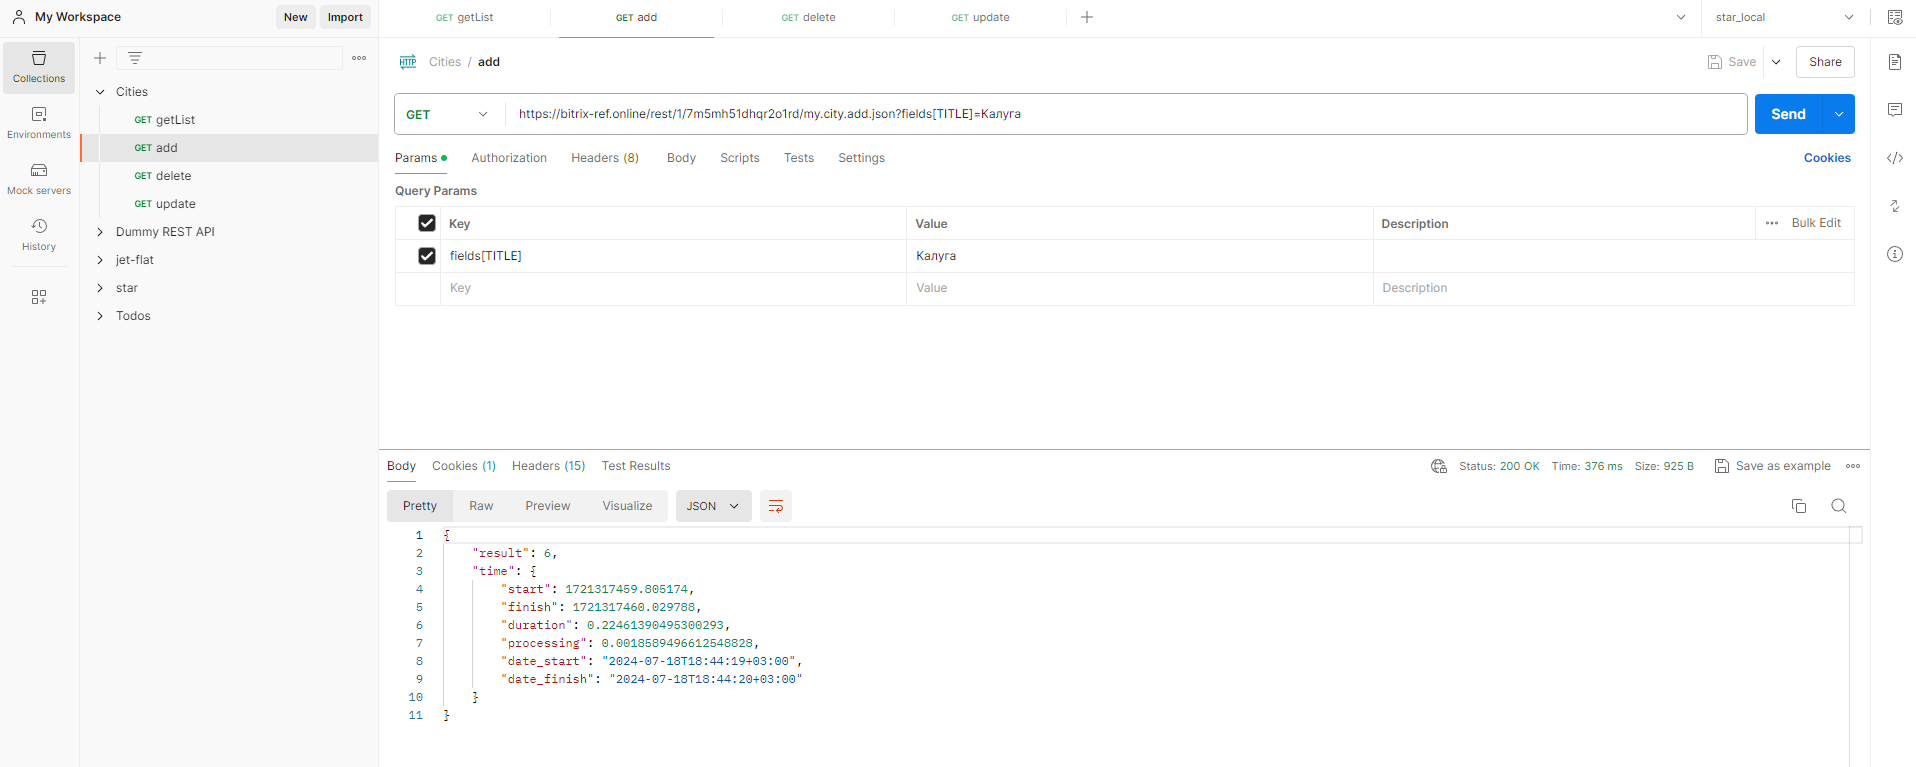 My Workspace
New
Import
GET getList
GET add
GET delete
GET update
star_local
Collections
Environments
Mock servers
History
Cities
GET getList
GET add
GET delete
GET update
Dummy REST API
jet-flat
star
Todos
HTTP Cities / add
Save
Share
GET
https://bitrix-ref.online/rest/1/7m5mh51dhqr2o1rd/my.city.add.json?fields[TITLE]=Калуга
Send
Params
Authorization
Headers (8)
Body
Scripts
Tests
Settings
Cookies
Query Params
Key
Value
Description
Bulk Edit
fields[TITLE]
Калуга
Key
Value
Description
Body
Cookies (1)
Headers (15)
Test Results
Status: 200 OK
Time: 376 ms
Size: 925 B
Save as example
Pretty
Raw
Preview
Visualize
JSON
1 {
2 "result": 6,
3 "time": {
4 "start": 1721317459.805174,
5 "finish": 1721317460.029788,
6 "duration": 0.22461390495300293,
7 "processing": 0.0018589496612548828,
8 "date_start": "2024-07-18T18:44:19+03:00",
9 "date_finish": "2024-07-18T18:44:20+03:00"
10 }
11 }